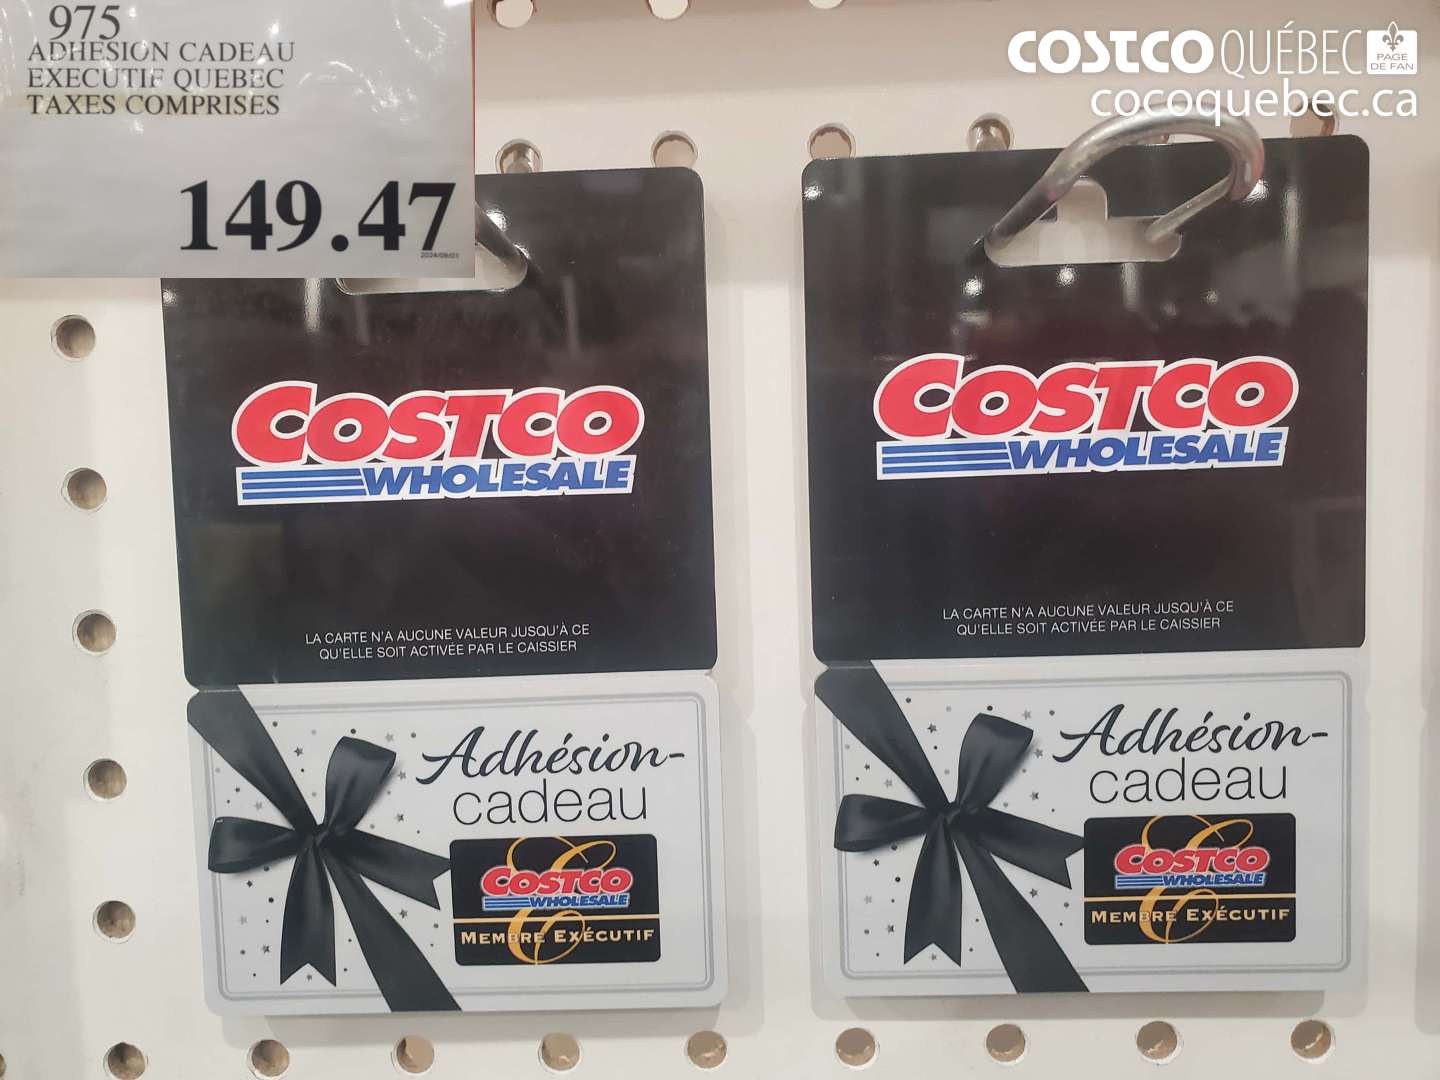 975
ADHESION CADEAU
EXECUTIF QUEBEC
TAXES COMPRISES
149.47
2024/09/01
COSTCO QUÉBEC PAGE DE FAN
cocoquebec.ca
COSTCO
WHOLESALE
LA CARTE N'A AUCUNE VALEUR JUSQU'À CE
QU'ELLE SOIT ACTIVÉE PAR LE CAISSIER
Adhésion-
cadeau
COSTCO
WHOLESALE
MEMBRE EXÉCUTIF
COSTCO
WHOLESALE
LA CARTE N'A AUCUNE VALEUR JUSQU'À CE
QU'ELLE SOIT ACTIVÉE PAR LE CAISSIER
Adhésion-
cadeau
COSTCO
WHOLESALE
MEMBRE EXÉCUTIF